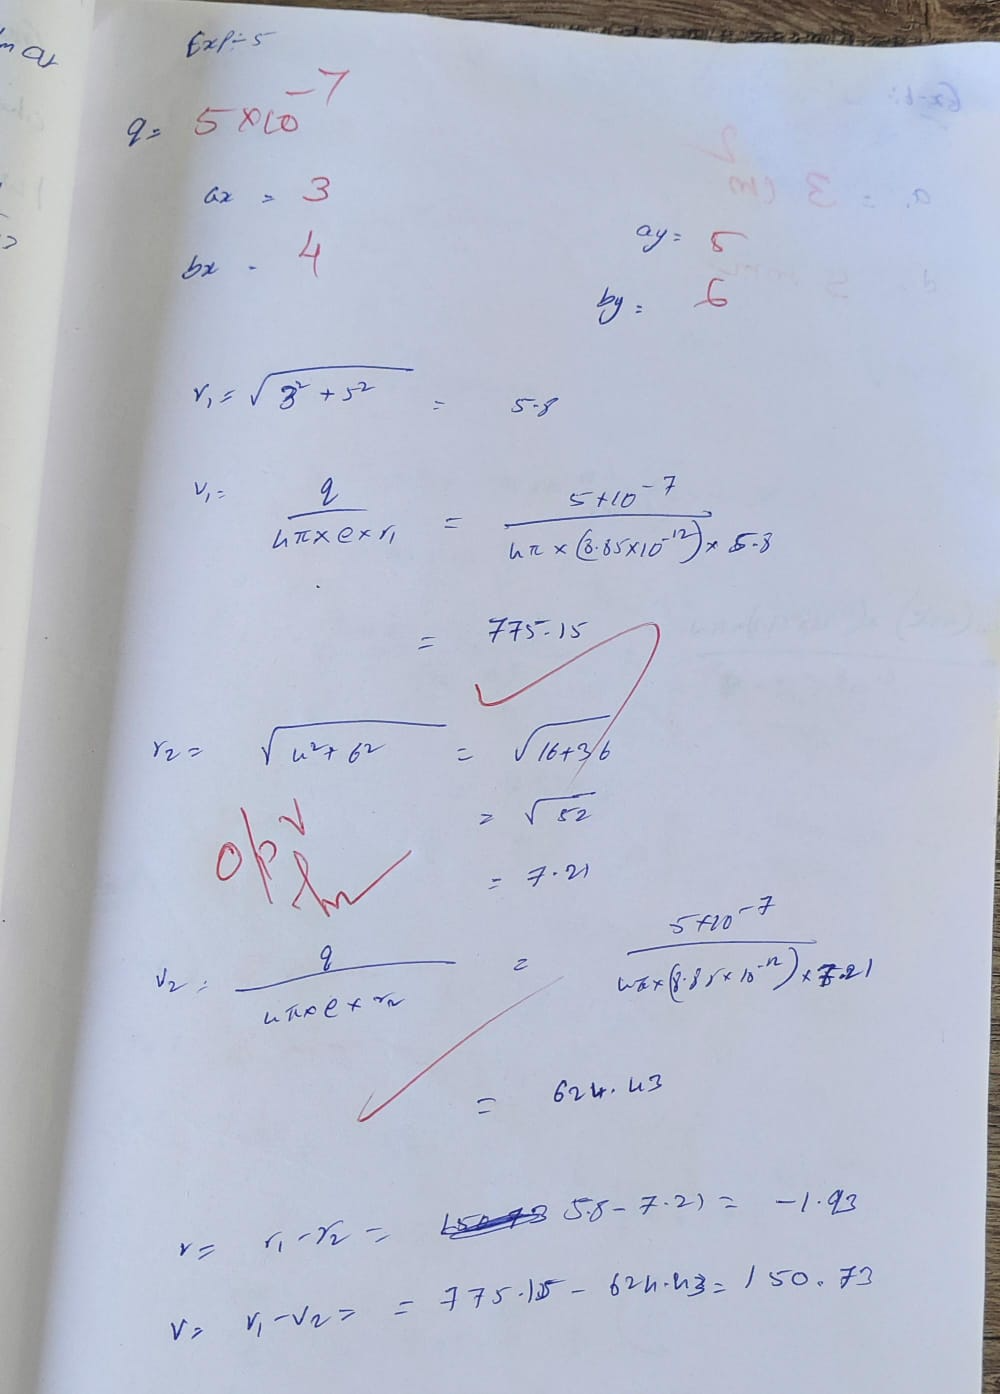 Exp:- 5
q = 5 × 10⁻⁷
ax = 3
ay = 5
bx = 4
by = 6
r₁ = √(3² + 5²) = 5.8
V₁ = q / (4π × e × r₁) = 5 × 10⁻⁷ / (4π × (8.85 × 10⁻¹²) × 5.8)
= 775.15
r₂ = √(4² + 6²) = √(16 + 36)
= √52
= 7.21
o/p
V₂ = q / (4π × e × r₂) = 5 × 10⁻⁷ / (4π × (8.85 × 10⁻¹²) × 7.21)
= 624.43
r = r₁ - r₂ = 5.8 - 7.21 = -1.93
V = V₁ - V₂ = = 775.15 - 624.43 = 150.73